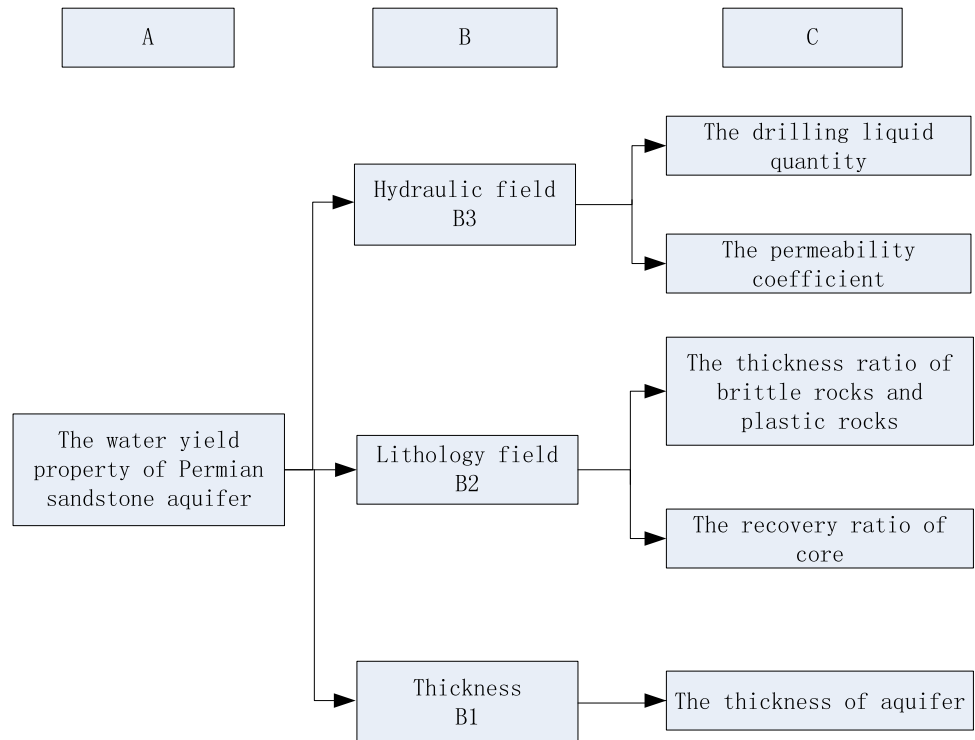 A
B
C
The drilling liquid
quantity
Hydraulic field
B3
The permeability
coefficient
The thickness ratio of
brittle rocks and
plastic rocks
The water yield
property of Permian
sandstone aquifer
Lithology field
B2
The recovery ratio of
core
Thickness
B1
The thickness of aquifer